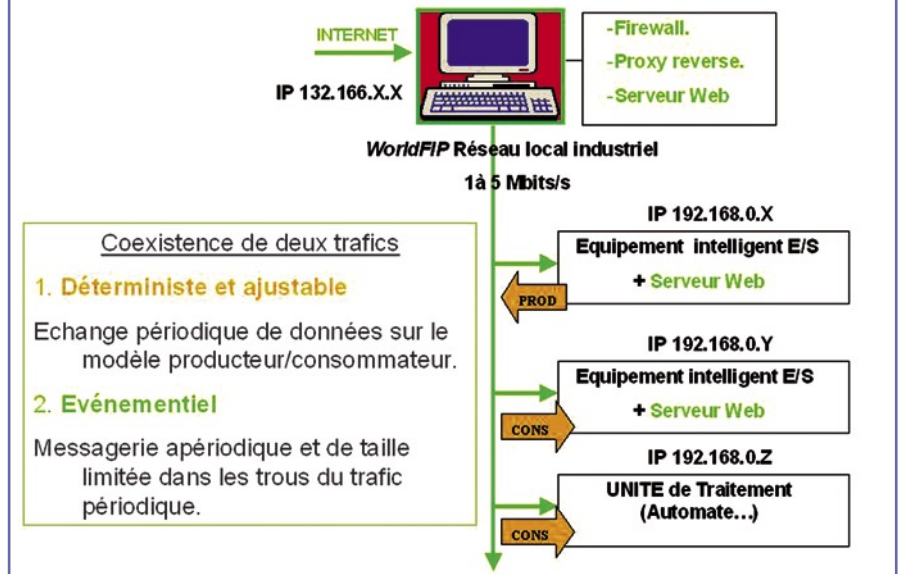 INTERNET
IP 132.166.X.X
-Firewall.
-Proxy reverse.
-Serveur Web
WorldFIP Réseau local industriel
1à 5 Mbits/s
Coexistence de deux trafics
1. Déterministe et ajustable
Echange périodique de données sur le
modèle producteur/consommateur.
2. Evénementiel
Messagerie apériodique et de taille
limitée dans les trous du trafic
périodique.
IP 192.168.0.X
Equipement intelligent E/S
+ Serveur Web
PROD
IP 192.168.0.Y
Equipement intelligent E/S
+ Serveur Web
CONS
IP 192.168.0.Z
UNITE de Traitement
(Automate...)
CONS